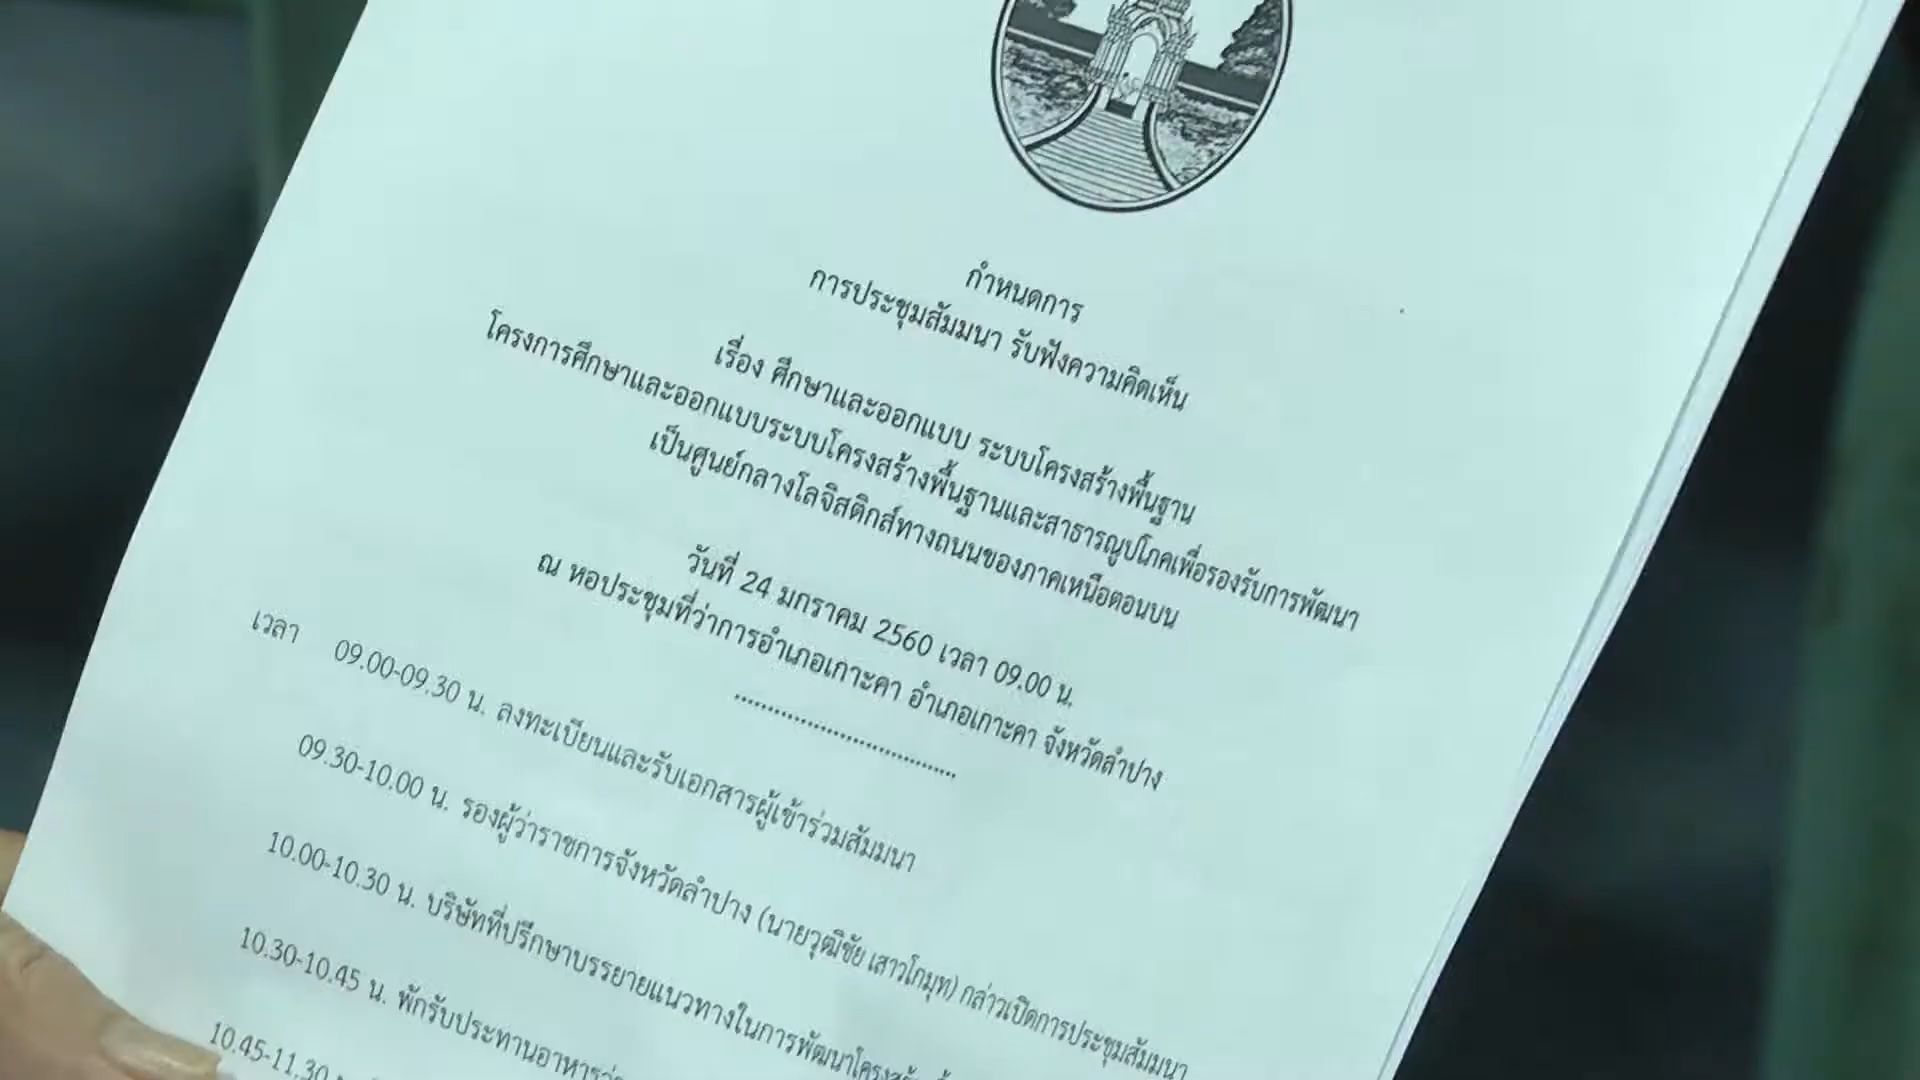 กำหนดการ
การประชุมสัมมนา รับฟังความคิดเห็น
เรื่อง ศึกษาและออกแบบ ระบบโครงสร้างพื้นฐาน
โครงการศึกษาและออกแบบระบบโครงสร้างพื้นฐานและสาธารณูปโภคเพื่อรองรับการพัฒนา
เป็นศูนย์กลางโลจิสติกส์ทางถนนของภาคเหนือตอนบน
วันที่ 24 มกราคม 2560 เวลา 09.00 น.
ณ หอประชุมที่ว่าการอำเภอเกาะคา อำเภอเกาะคา จังหวัดลำปาง
........................................
เวลา 09.00-09.30 น. ลงทะเบียนและรับเอกสารผู้เข้าร่วมสัมมนา
09.30-10.00 น. รองผู้ว่าราชการจังหวัดลำปาง (นายวุฒิชัย เสาวโกมุท) กล่าวเปิดการประชุมสัมมนา
10.00-10.30 น. บริษัทที่ปรึกษาบรรยายแนวทางในการพัฒนาโครงสร้าง
10.30-10.45 น. พักรับประทานอาหาร
10.45-11.30